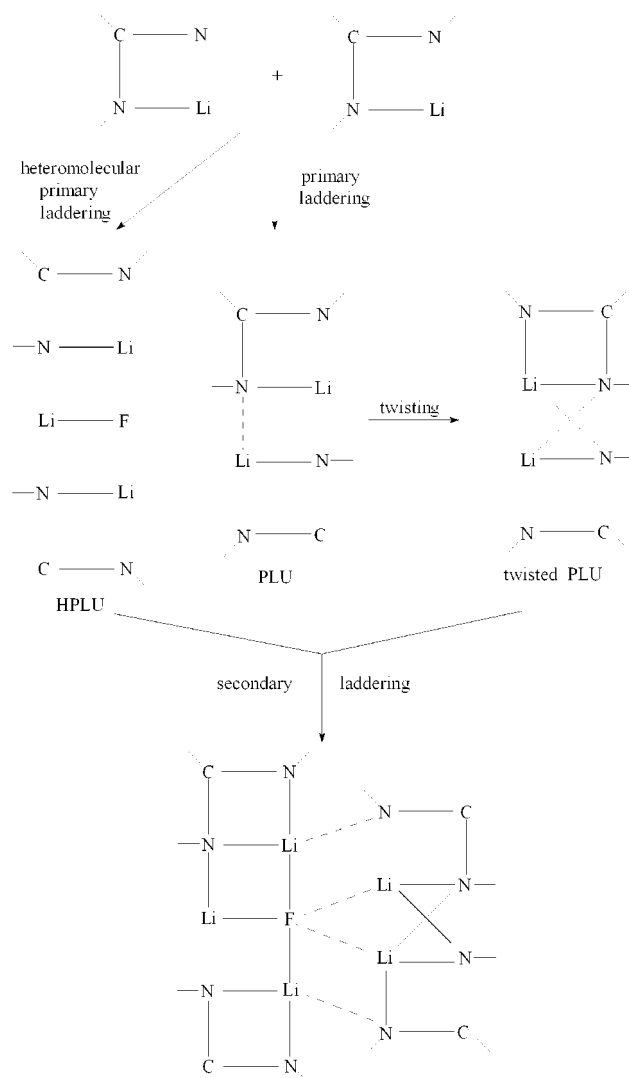 C N C N
+
N Li N Li
heteromolecular
primary
laddering
primary
laddering
C N
N Li
Li F
N Li
C N
HPLU
C N
N Li
Li N
N C
PLU
twisting
N C
Li N
Li N
N C
twisted PLU
secondary laddering
C N
N C
N Li
Li N
Li F
Li N
N Li
N C
C N